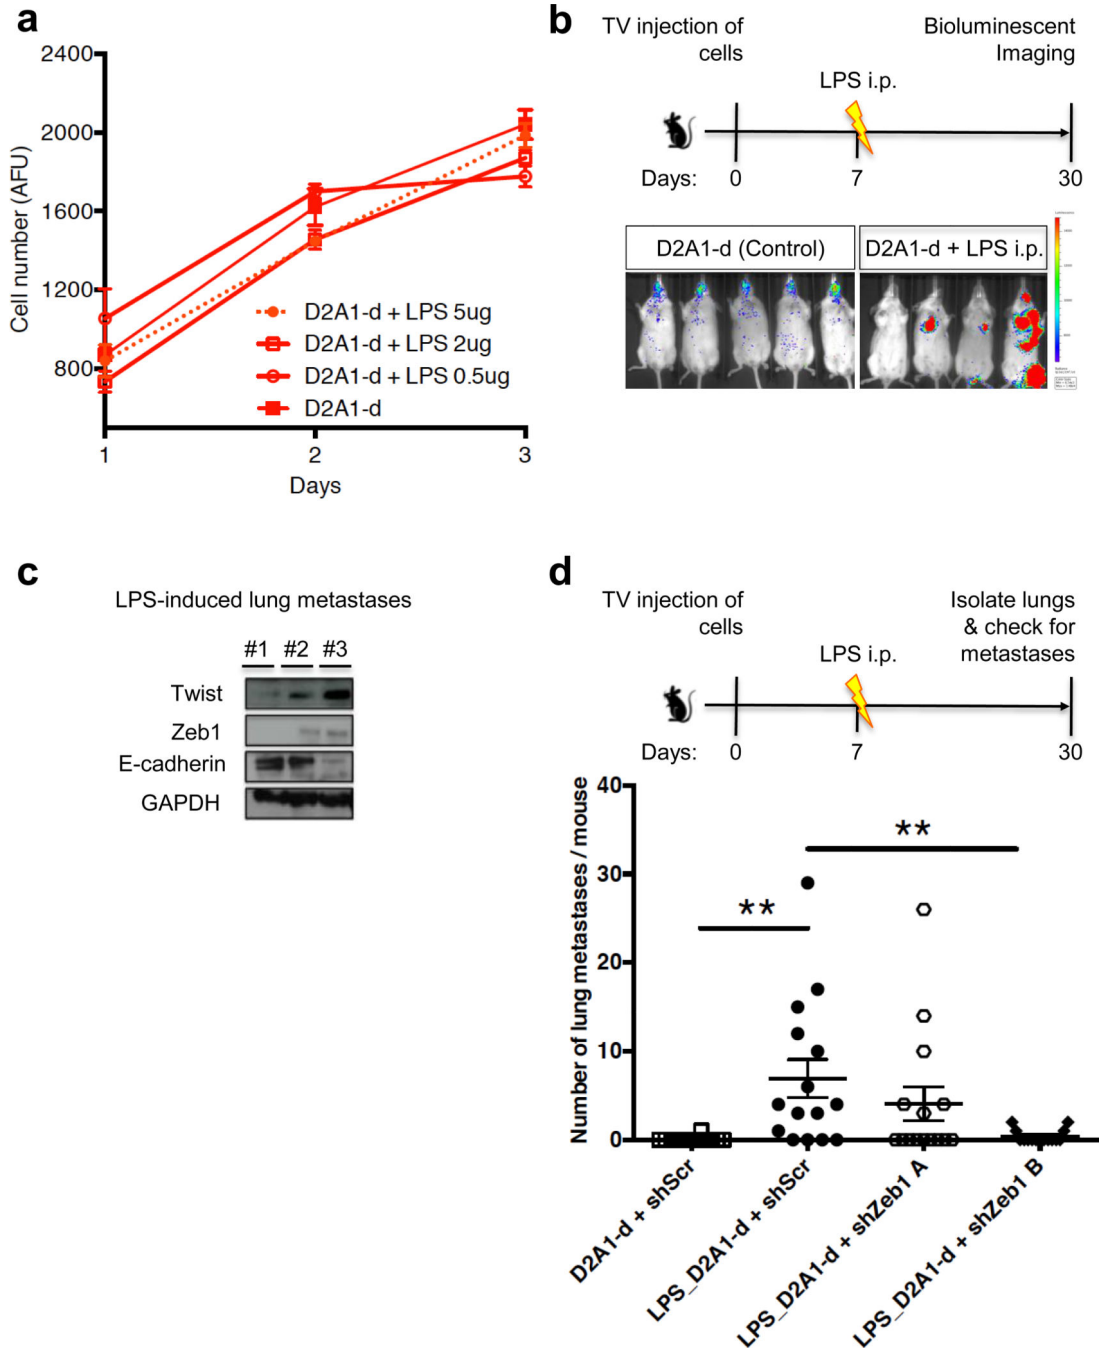 a
2400
2000
1600
1200
800
Cell number (AFU)
D2A1-d + LPS 5ug
D2A1-d + LPS 2ug
D2A1-d + LPS 0.5ug
D2A1-d
1 2 3
Days
b
TV injection of
cells
Bioluminescent
Imaging
LPS i.p.
Days: 0 7 30
D2A1-d (Control)
D2A1-d + LPS i.p.
c
LPS-induced lung metastases
#1 #2 #3
Twist
Zeb1
E-cadherin
GAPDH
d
TV injection of
cells
Isolate lungs
& check for
metastases
LPS i.p.
Days: 0 7 30
40
30
20
10
0
Number of lung metastases / mouse
**
**
D2A1-d + shScr
LPS_D2A1-d + shScr
LPS_D2A1-d + shZeb1 A
LPS_D2A1-d + shZeb1 B